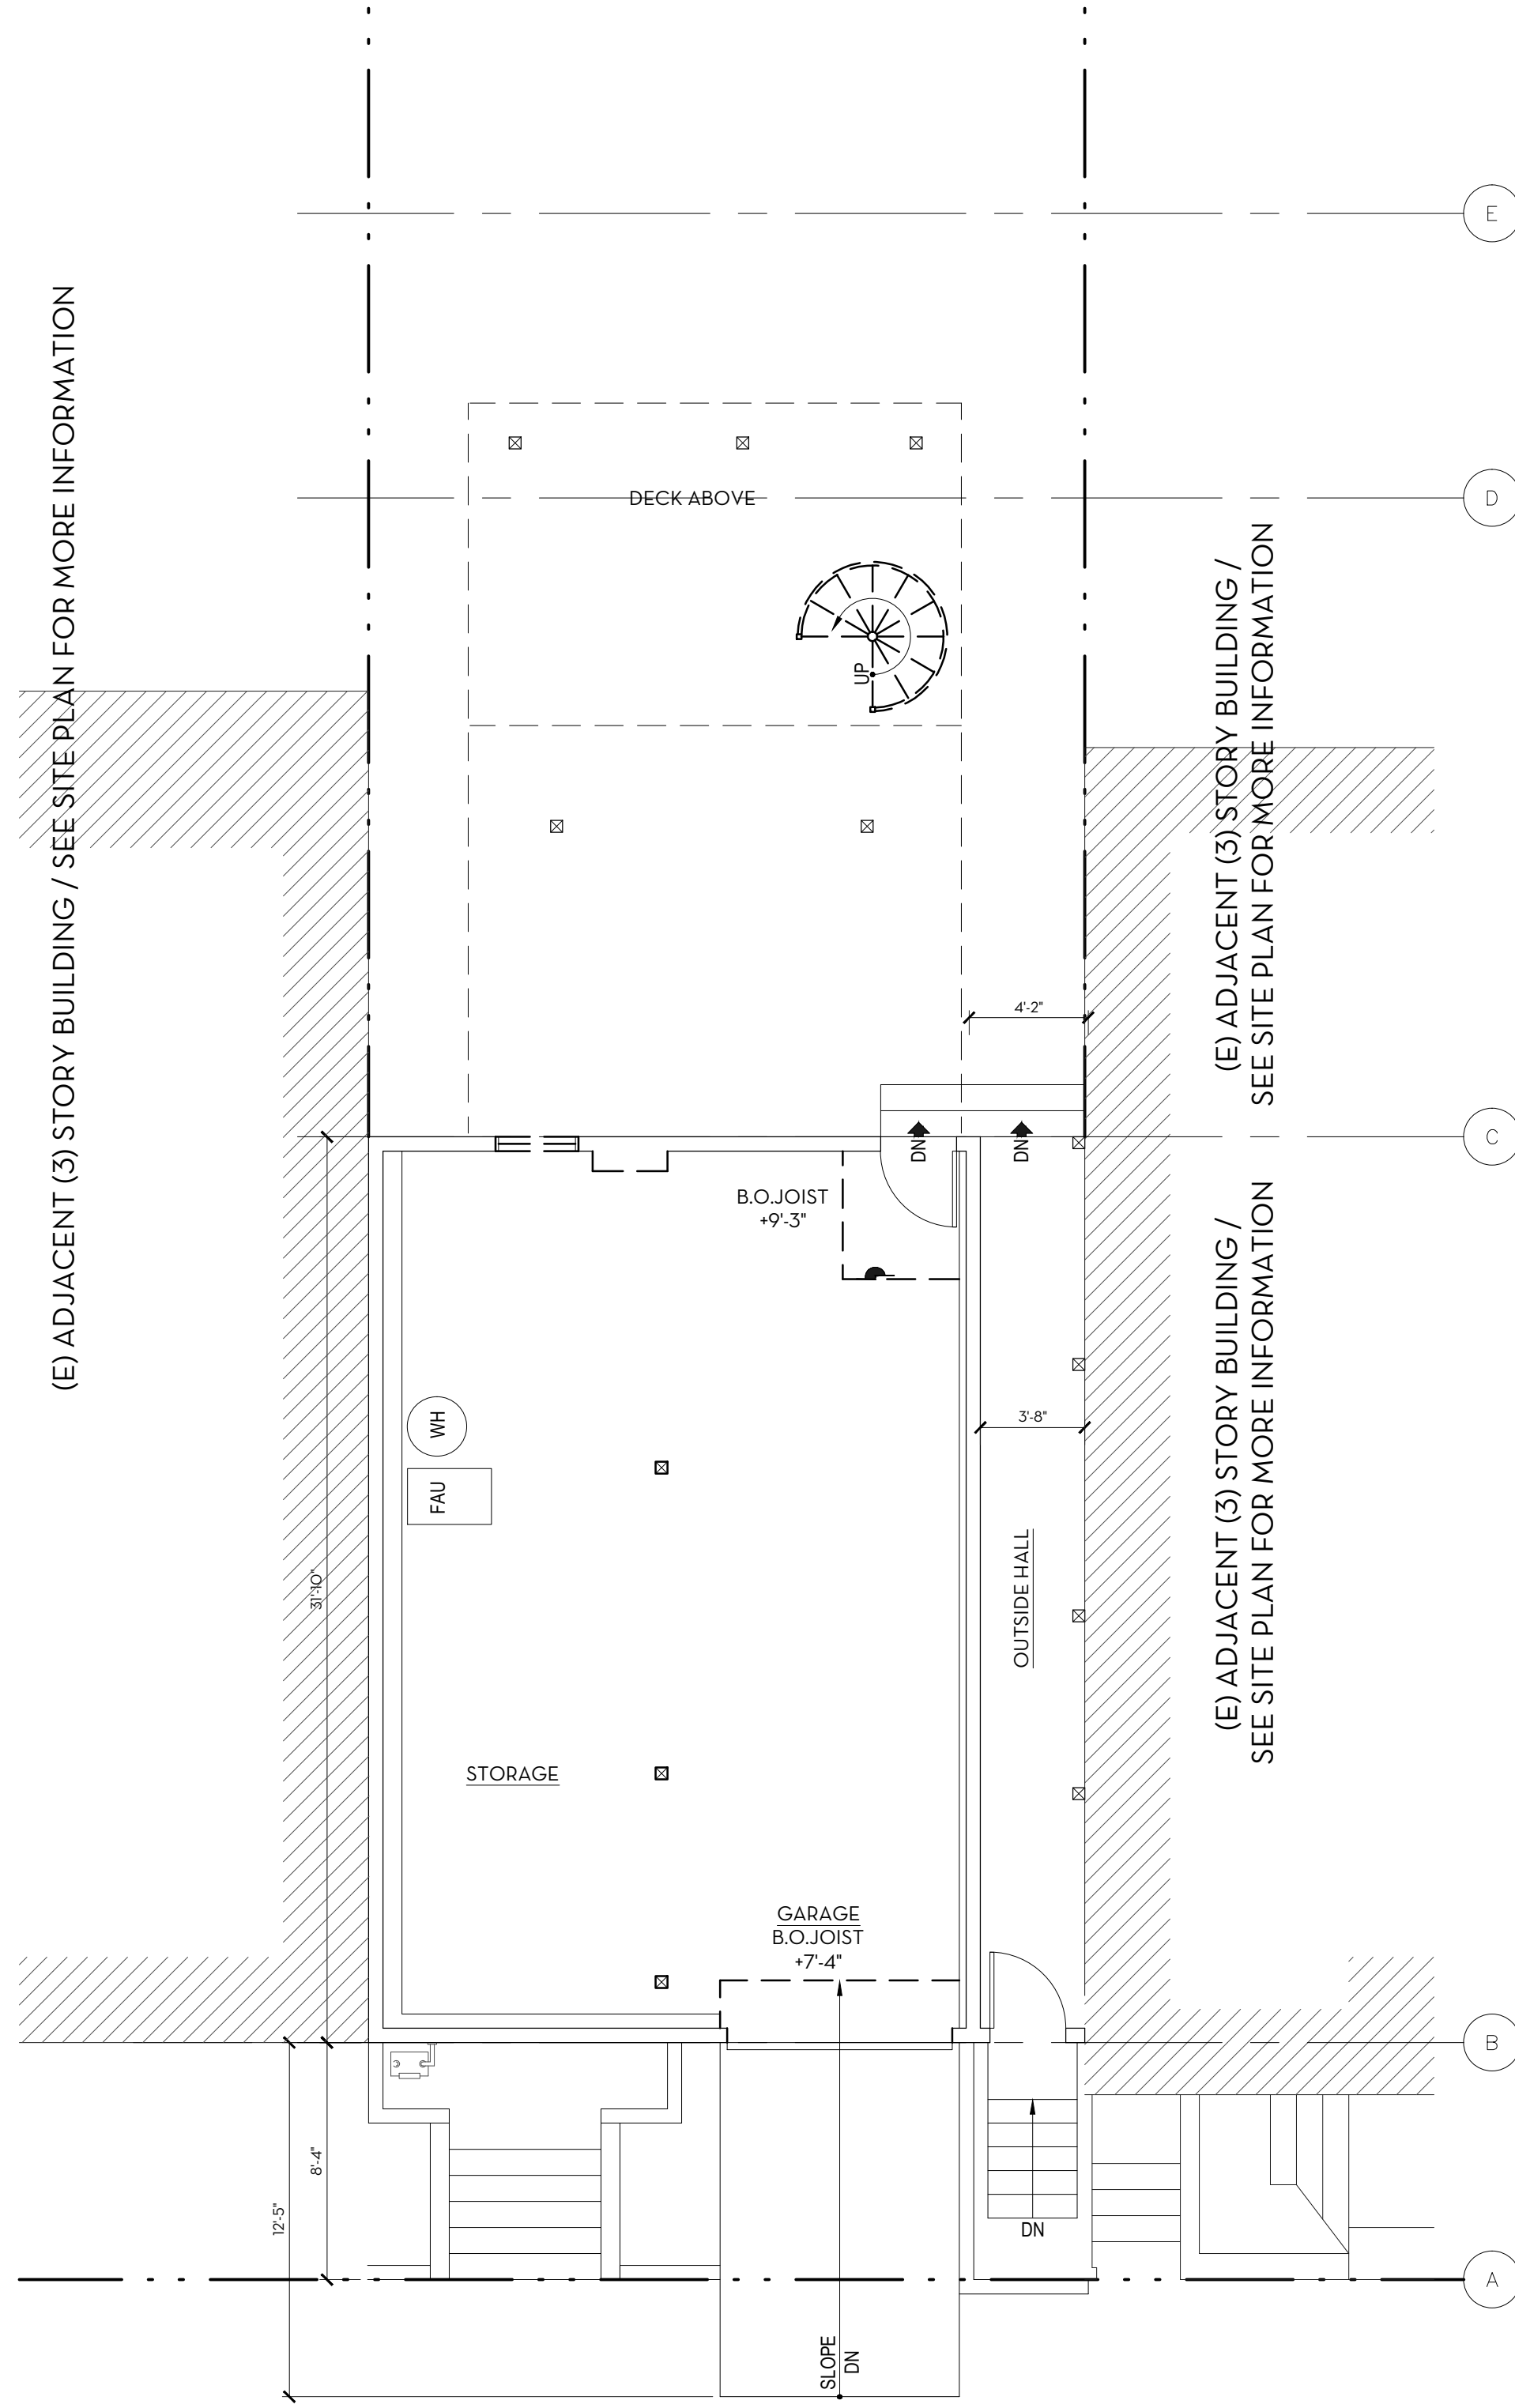 E
(E) ADJACENT (3) STORY BUILDING / SEE SITE PLAN FOR MORE INFORMATION
DECK ABOVE
D
(E) ADJACENT (3) STORY BUILDING /
SEE SITE PLAN FOR MORE INFORMATION
UP
4'-2"
C
DN
DN
B.O.JOIST
+9'-3"
(E) ADJACENT (3) STORY BUILDING /
SEE SITE PLAN FOR MORE INFORMATION
WH
3'-8"
FAU
31'-10"
OUTSIDE HALL
STORAGE
GARAGE
B.O.JOIST
+7'-4"
B
8'-4"
12'-5"
DN
A
SLOPE
DN